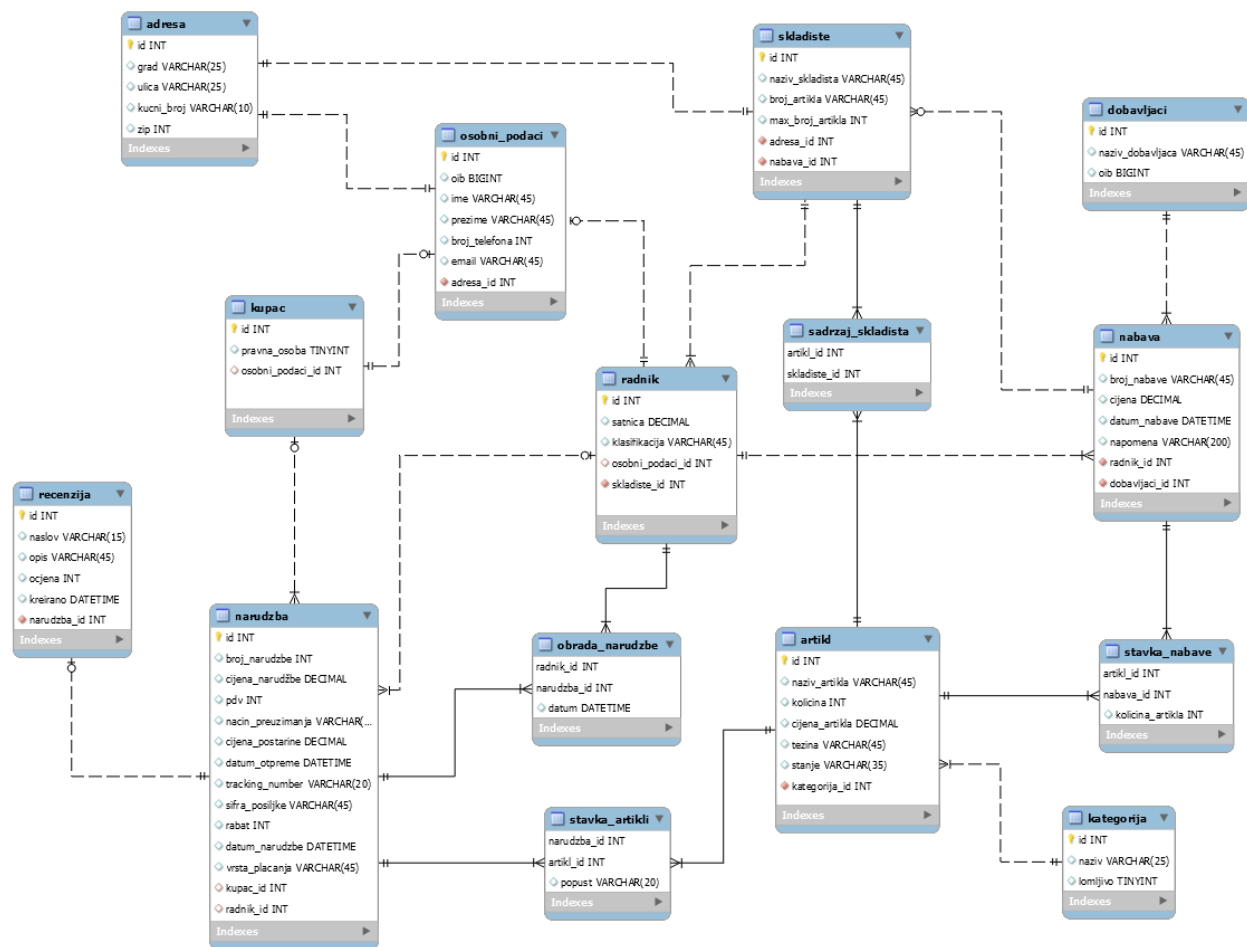 adresa
id INT
grad VARCHAR(25)
ulica VARCHAR(25)
kucni_broj VARCHAR(10)
zip INT
Indexes
skladiste
id INT
naziv_skladista VARCHAR(45)
broj_artikla VARCHAR(45)
max_broj_artikla INT
adresa_id INT
nabava_id INT
Indexes
dobavljaci
id INT
naziv_dobavljaca VARCHAR(45)
oib BIGINT
Indexes
osobni_podaci
id INT
oib BIGINT
ime VARCHAR(45)
prezime VARCHAR(45)
broj_telefona INT
email VARCHAR(45)
adresa_id INT
Indexes
kupac
id INT
pravna_osoba TINYINT
osobni_podaci_id INT
Indexes
sadrzaj_skladista
artikl_id INT
skladiste_id INT
Indexes
nabava
id INT
broj_nabave VARCHAR(45)
cijena DECIMAL
datum_nabave DATETIME
napomena VARCHAR(200)
radnik_id INT
dobavljaci_id INT
Indexes
radnik
id INT
satnica DECIMAL
klasifikacija VARCHAR(45)
osobni_podaci_id INT
skladiste_id INT
Indexes
recenzija
id INT
naslov VARCHAR(15)
opis VARCHAR(45)
ocjena INT
kreirano DATETIME
narudzba_id INT
Indexes
narudzba
id INT
broj_narudzbe INT
cijena_narudžbe DECIMAL
pdv INT
nacin_preuzimanja VARCHAR(...
cijena_postarine DECIMAL
datum_otpreme DATETIME
tracking_number VARCHAR(20)
sifra_posiljke VARCHAR(45)
rabat INT
datum_narudzbe DATETIME
vrsta_placanja VARCHAR(45)
kupac_id INT
radnik_id INT
Indexes
obrada_narudzbe
radnik_id INT
narudzba_id INT
datum DATETIME
Indexes
artikl
id INT
naziv_artikla VARCHAR(45)
kolicina INT
cijena_artikla DECIMAL
tezina VARCHAR(45)
stanje VARCHAR(35)
kategorija_id INT
Indexes
stavka_nabave
artikl_id INT
nabava_id INT
kolicina_artikla INT
Indexes
stavka_artikli
narudzba_id INT
artikl_id INT
popust VARCHAR(20)
Indexes
kategorija
id INT
naziv VARCHAR(25)
lomljivo TINYINT
Indexes